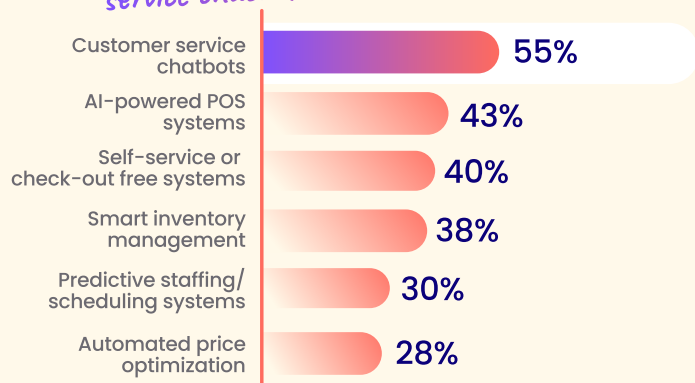 service
Customer service
chatbots
55%
AI-powered POS
systems
43%
Self-service or
check-out free systems
40%
Smart inventory
management
38%
Predictive staffing/
scheduling systems
30%
Automated price
optimization
28%